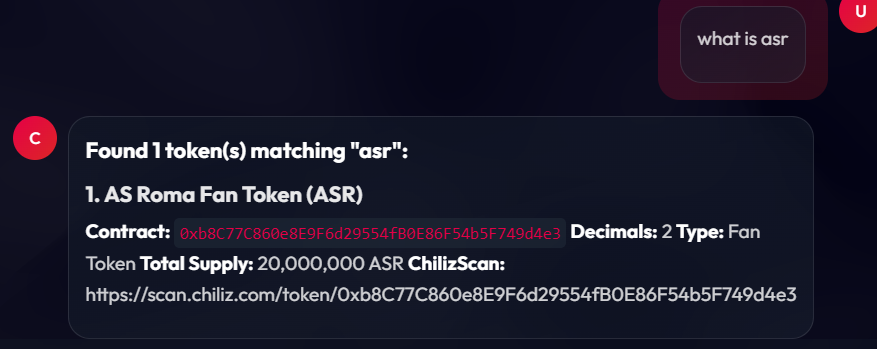 U
what is asr
C
Found 1 token(s) matching "asr":
1. AS Roma Fan Token (ASR)
Contract: 0xb8C77C860e8E9F6d29554fB0E86F54b5F749d4e3 Decimals: 2 Type: Fan
Token Total Supply: 20,000,000 ASR ChilizScan:
https://scan.chiliz.com/token/0xb8C77C860e8E9F6d29554fB0E86F54b5F749d4e3